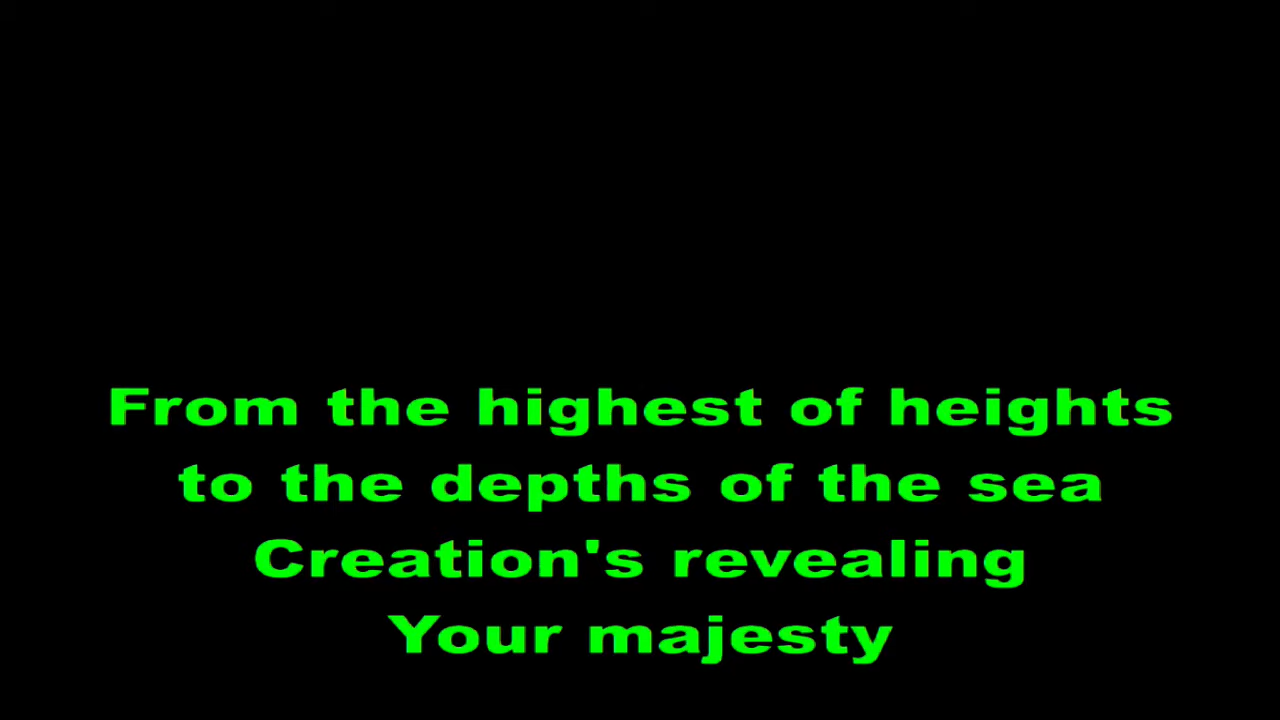 From the highest of heights
to the depths of the sea
Creation's revealing
Your majesty